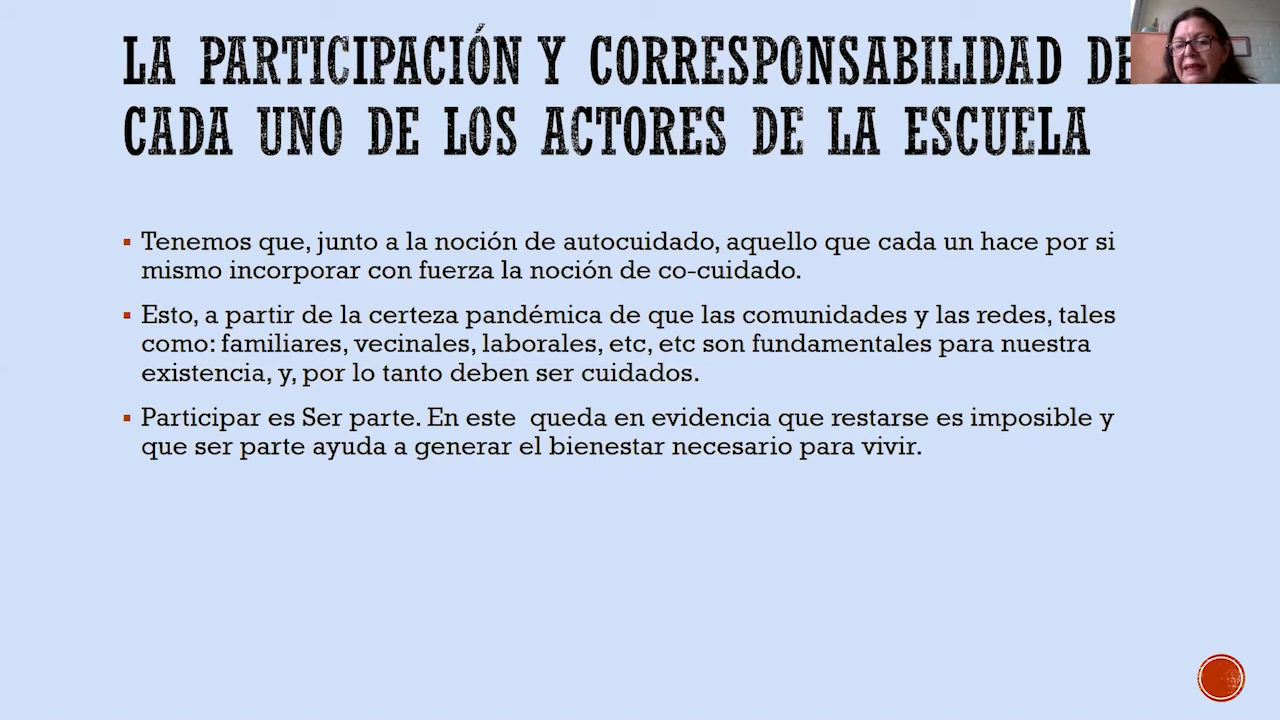 LA PARTICIPACIÓN Y CORRESPONSABILIDAD DE
CADA UNO DE LOS ACTORES DE LA ESCUELA
Tenemos que, junto a la noción de autocuidado, aquello que cada un hace por si
mismo incorporar con fuerza la noción de co-cuidado.
Esto, a partir de la certeza pandémica de que las comunidades y las redes, tales
como: familiares, vecinales, laborales, etc, etc son fundamentales para nuestra
existencia, y, por lo tanto deben ser cuidados.
Participar es Ser parte. En este queda en evidencia que restarse es imposible y
que ser parte ayuda a generar el bienestar necesario para vivir.